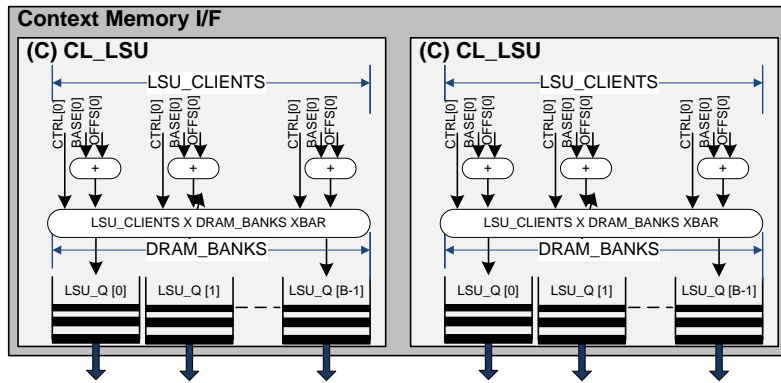 Context Memory I/F
(C) CL_LSU
LSU_CLIENTS
CTRL[0]
BASE[0]
OFFS[0]
CTRL[0]
BASE[0]
OFFS[0]
CTRL[0]
BASE[0]
OFFS[0]
+
+
+
LSU_CLIENTS X DRAM_BANKS XBAR
DRAM_BANKS
LSU_Q [0]
LSU_Q [1]
LSU_Q [B-1]
(C) CL_LSU
LSU_CLIENTS
CTRL[0]
BASE[0]
OFFS[0]
CTRL[0]
BASE[0]
OFFS[0]
CTRL[0]
BASE[0]
OFFS[0]
+
+
+
LSU_CLIENTS X DRAM_BANKS XBAR
DRAM_BANKS
LSU_Q [0]
LSU_Q [1]
LSU_Q [B-1]